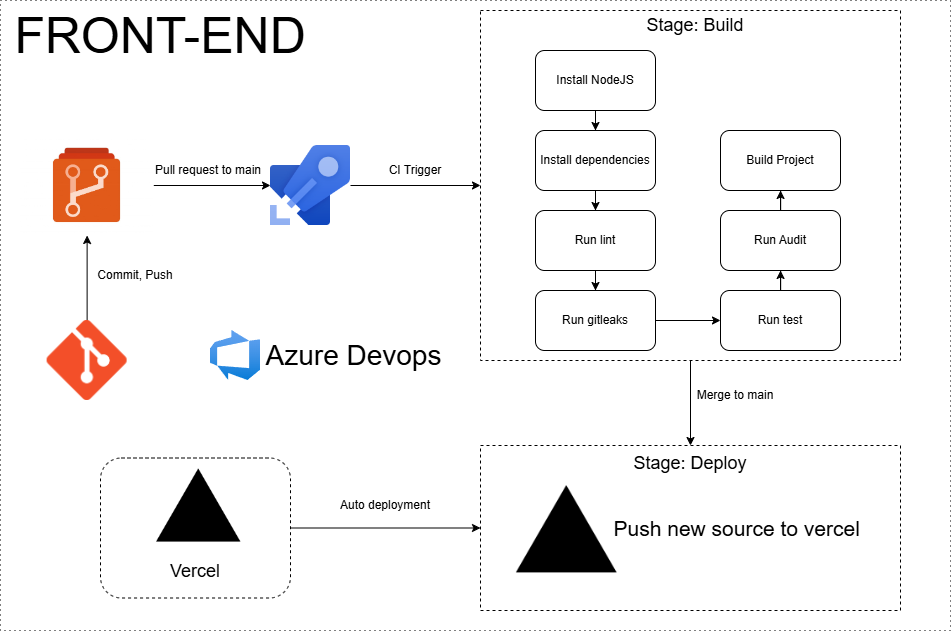 FRONT-END
Stage: Build
Install NodeJS
Install dependencies
Build Project
Pull request to main
CI Trigger
Run lint
Run Audit
Commit, Push
Run gitleaks
Run test
Azure Devops
Merge to main
Stage: Deploy
Auto deployment
Push new source to vercel
Vercel